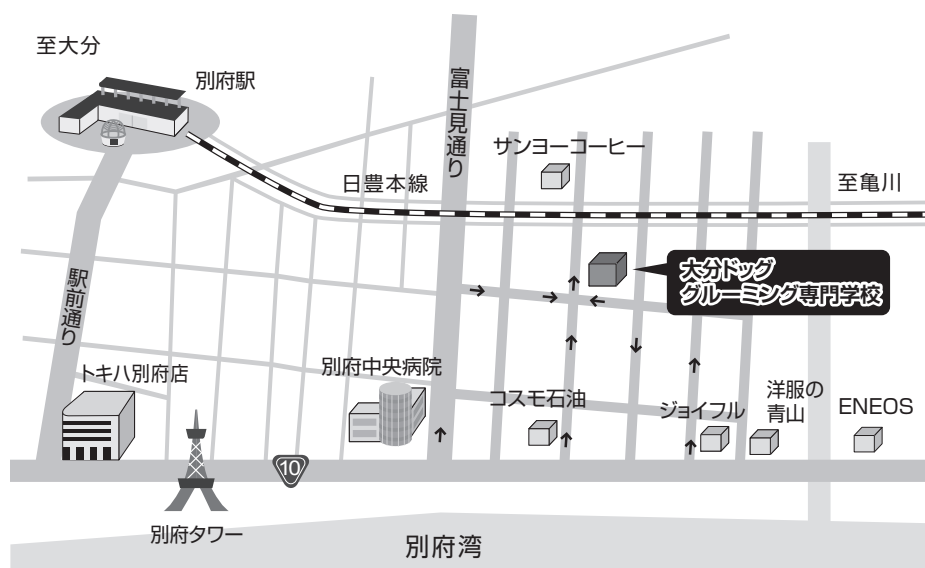 至大分
別府駅
富士見通り
サンヨーコーヒー
日豊本線
至亀川
大分ドッグ
グルーミング専門学校
駅前通り
トキハ別府店
別府中央病院
コスモ石油
ジョイフル
洋服の
青山
ENEOS
10
別府タワー
別府湾